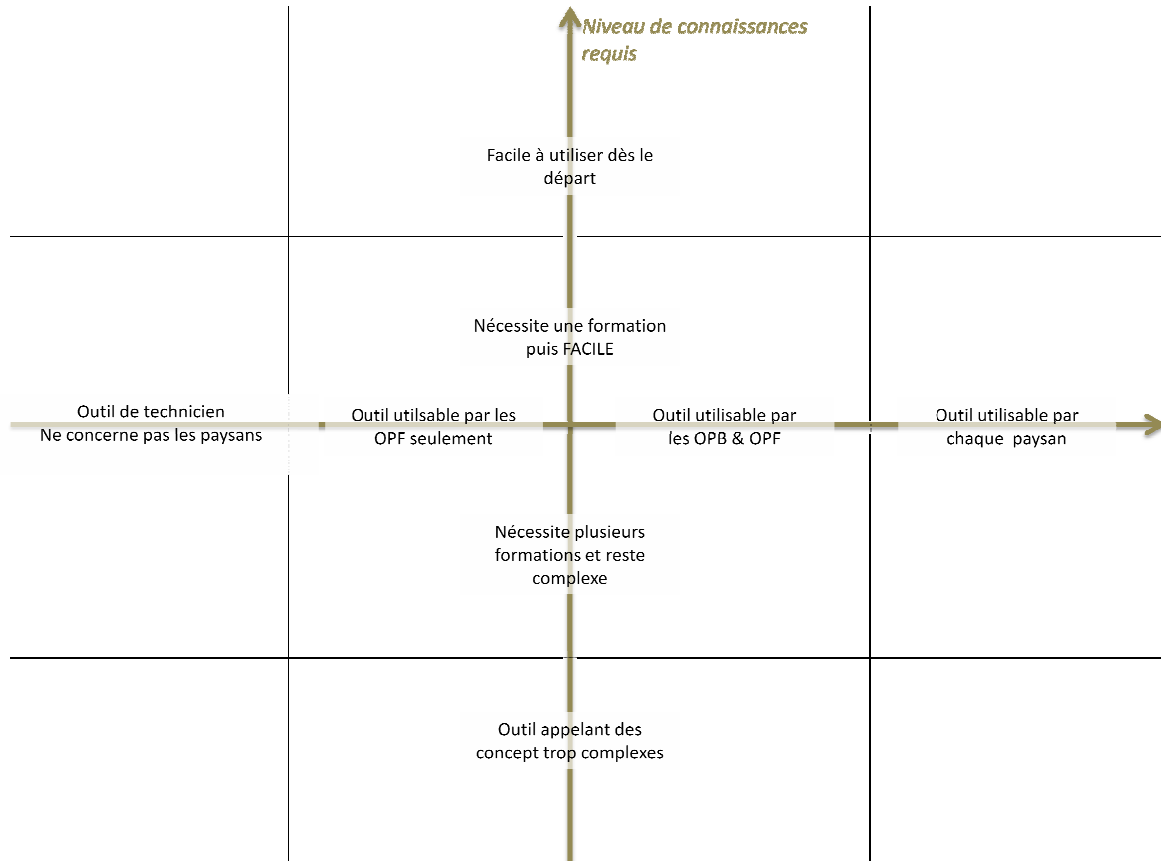 Niveau de connaissances
requis
Facile à utiliser dès le
départ
Nécessite une formation
puis FACILE
Outil de technicien
Ne concerne pas les paysans
Outil utilsable par les
OPF seulement
Outil utilisable par
les OPB & OPF
Outil utilisable par
chaque paysan
Nécessite plusieurs
formations et reste
complexe
Outil appelant des
concept trop complexes